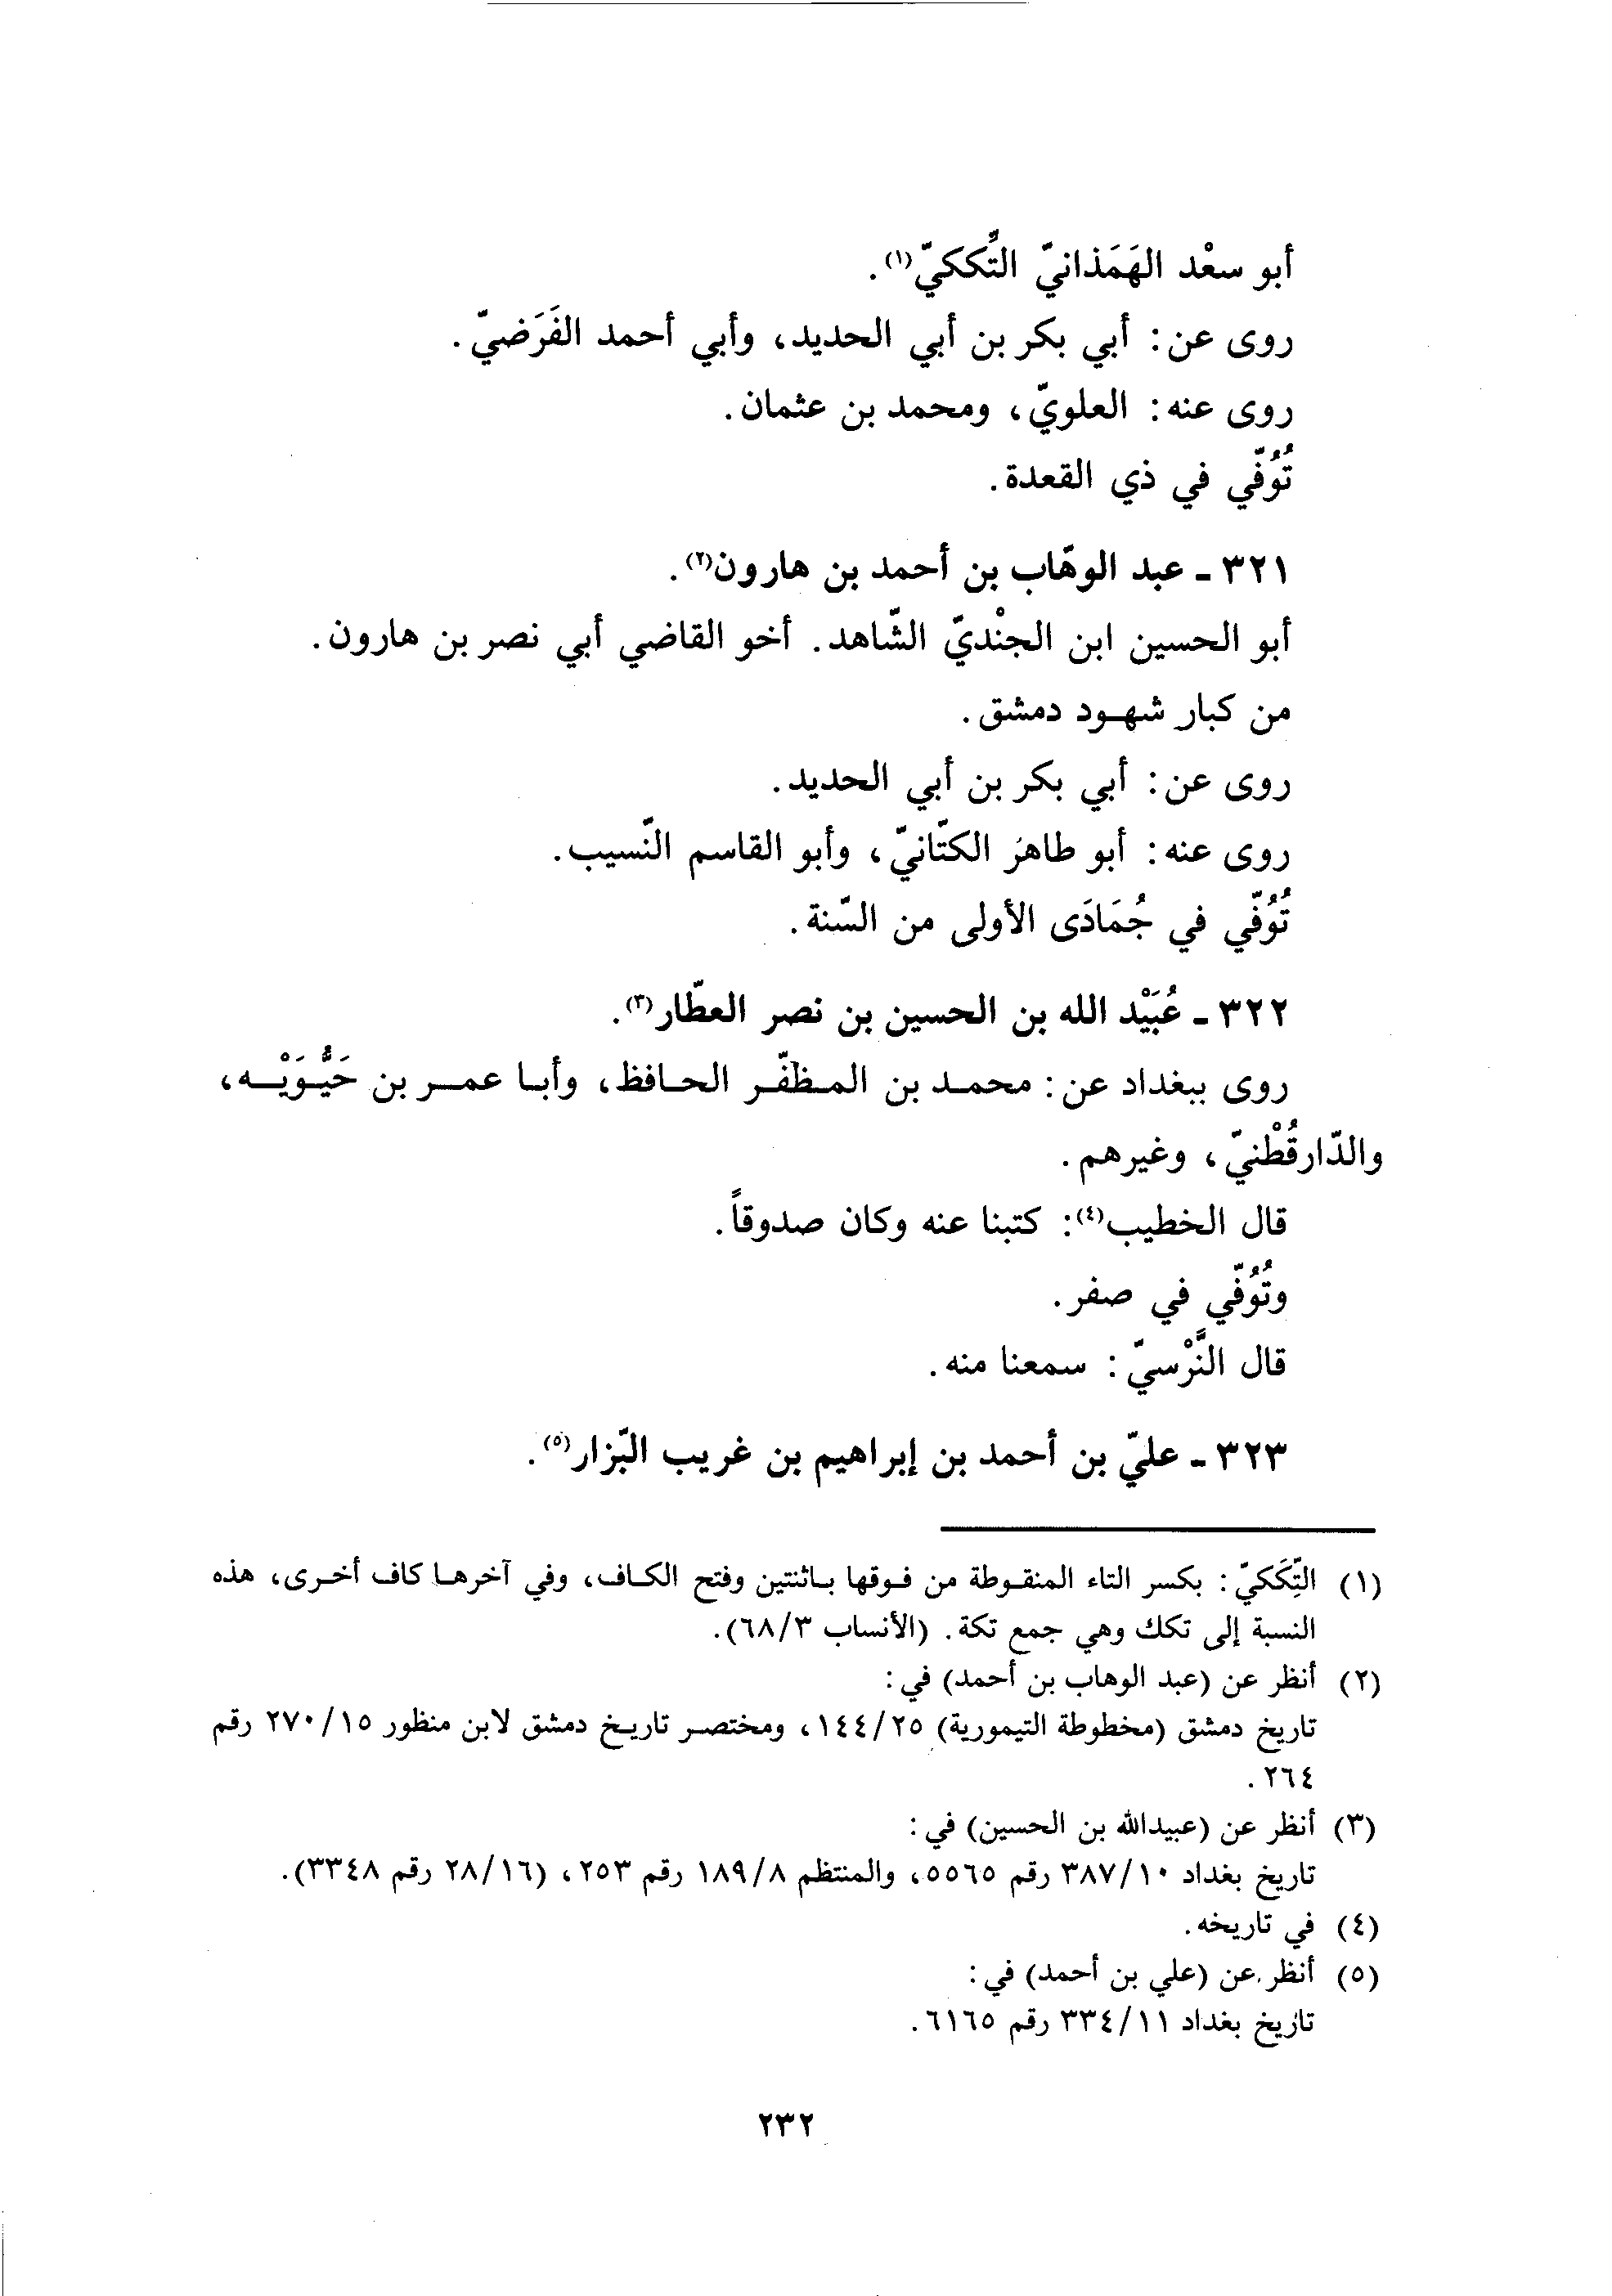 أبو سعْد الهَمَذانيّ التِّككيّ(١).
روى عن: أبي بكر بن أبي الحديد، وأبي أحمد الفَرَضيّ.
روى عنه: العلويّ، ومحمد بن عثمان.
تُوُفّي في ذي القعدة.
٣٢١ ـ عبد الوهّاب بن أحمد بن هارون(٢).
أبو الحسين ابن الجنْديّ الشّاهد. أخو القاضي أبي نصر بن هارون.
من كبار شهود دمشق.
روى عن: أبي بكر بن أبي الحديد.
روى عنه: أبو طاهر الكتّانيّ، وأبو القاسم النّسيب.
تُوُفّي في جُمَادَى الأولى من السّنة.
٣٢٢ ـ عُبَيْد الله بن الحسين بن نصر العطّار(٣).
روى ببغداد عن: محمد بن المظفّر الحافظ، وأبا عمر بن حَيُّوَيْه،
والدّارقُطْنيّ، وغيرهم.
قال الخطيب(٤): كتبنا عنه وكان صدوقاً.
وتُوُفّي في صفر.
قال النَّرْسيّ: سمعنا منه.
٣٢٣ ـ عليّ بن أحمد بن إبراهيم بن غريب البّزار(٥).
(١) التِّكَكيّ: بكسر التاء المنقوطة من فوقها باثنتين وفتح الكاف، وفي آخرها كاف أخرى، هذه
النسبة إلى تكك وهي جمع تكة. (الأنساب ٦٨/٣).
(٢) أنظر عن (عبد الوهاب بن أحمد) في:
تاريخ دمشق (مخطوطة التيمورية) ١٤٤/٢٥، ومختصر تاريخ دمشق لابن منظور ٢٧٠/١٥ رقم
٢٦٤.
(٣) أنظر عن (عبيدالله بن الحسين) في:
تاريخ بغداد ٣٨٧/١٠ رقم ٥٥٦٥، والمنتظم ١٨٩/٨ رقم ٢٥٣، (٢٨/١٦ رقم ٣٣٤٨).
(٤) في تاريخه.
(٥) أنظر عن (علي بن أحمد) في:
تاريخ بغداد ٣٣٤/١١ رقم ٦١٦٥.
٢٣٢